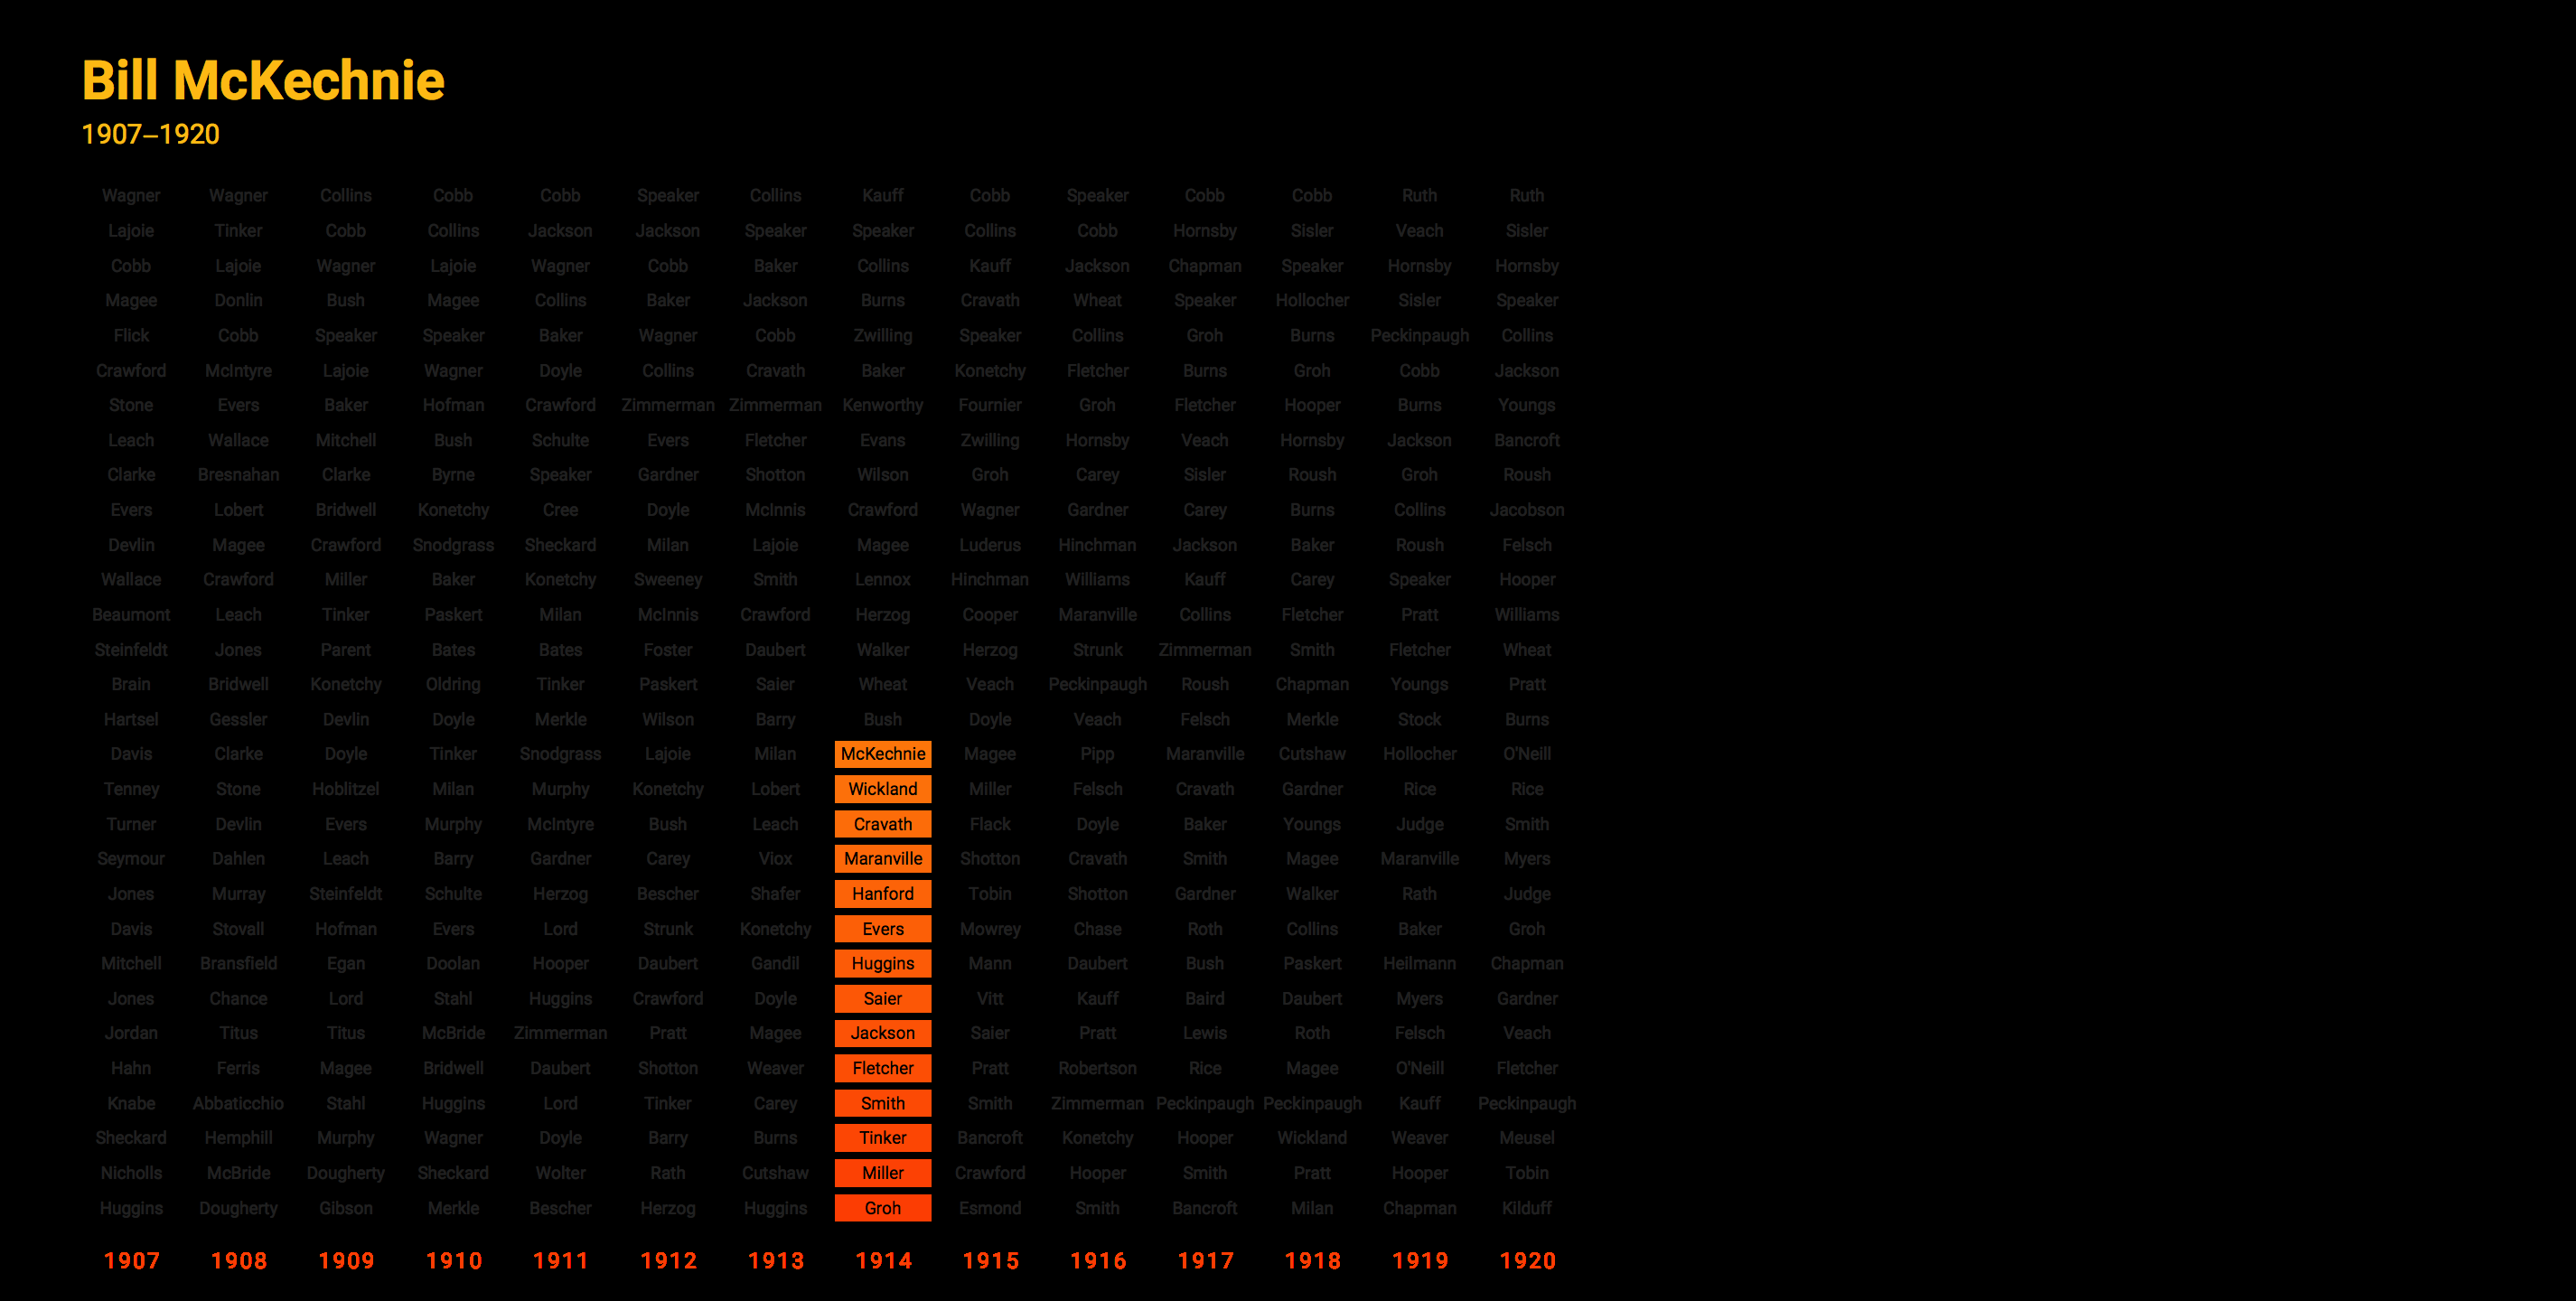 Bill McKechnie
1907–1920
Wagner Wagner Collins Cobb Cobb Speaker Collins Kauff Cobb Speaker Cobb Cobb Ruth Ruth
Lajoie Tinker Cobb Collins Jackson Jackson Speaker Speaker Collins Cobb Hornsby Sisler Veach Sisler
Cobb Lajoie Wagner Lajoie Wagner Cobb Baker Collins Kauff Jackson Chapman Speaker Hornsby Hornsby
Magee Donlin Bush Magee Collins Baker Jackson Burns Cravath Wheat Speaker Hollocher Sisler Speaker
Flick Cobb Speaker Speaker Baker Wagner Cobb Zwilling Speaker Collins Groh Burns Peckinpaugh Collins
Crawford McIntyre Lajoie Wagner Doyle Collins Cravath Baker Konetchy Fletcher Burns Groh Cobb Jackson
Stone Evers Baker Hofman Crawford Zimmerman Zimmerman Kenworthy Fournier Groh Fletcher Hooper Burns Youngs
Leach Wallace Mitchell Bush Schulte Evers Fletcher Evans Zwilling Hornsby Veach Hornsby Jackson Bancroft
Clarke Bresnahan Clarke Byrne Speaker Gardner Shotton Wilson Groh Carey Sisler Roush Groh Roush
Evers Lobert Bridwell Konetchy Cree Doyle McInnis Crawford Wagner Gardner Carey Burns Collins Jacobson
Devlin Magee Crawford Snodgrass Sheckard Milan Lajoie Magee Luderus Hinchman Jackson Baker Roush Felsch
Wallace Crawford Miller Baker Konetchy Sweeney Smith Lennox Hinchman Williams Kauff Carey Speaker Hooper
Beaumont Leach Tinker Paskert Milan McInnis Crawford Herzog Cooper Maranville Collins Fletcher Pratt Williams
Steinfeldt Jones Parent Bates Bates Foster Daubert Walker Herzog Strunk Zimmerman Smith Fletcher Wheat
Brain Bridwell Konetchy Oldring Tinker Paskert Saier Wheat Veach Peckinpaugh Roush Chapman Youngs Pratt
Hartsel Gessler Devlin Doyle Merkle Wilson Barry Bush Doyle Veach Felsch Merkle Stock Burns
Davis Clarke Doyle Tinker Snodgrass Lajoie Milan McKechnie Magee Pipp Maranville Cutshaw Hollocher O'Neill
Tenney Stone Hoblitzel Milan Murphy Konetchy Lobert Wickland Miller Felsch Cravath Gardner Rice Rice
Turner Devlin Evers Murphy McIntyre Bush Leach Cravath Flack Doyle Baker Youngs Judge Smith
Seymour Dahlen Leach Barry Gardner Carey Viox Maranville Shotton Cravath Smith Magee Maranville Myers
Jones Murray Steinfeldt Schulte Herzog Bescher Shafer Hanford Tobin Shotton Gardner Walker Rath Judge
Davis Stovall Hofman Evers Lord Strunk Konetchy Evers Mowrey Chase Roth Collins Baker Groh
Mitchell Bransfield Egan Doolan Hooper Daubert Gandil Huggins Mann Daubert Bush Paskert Heilmann Chapman
Jones Chance Lord Stahl Huggins Crawford Doyle Saier Vitt Kauff Baird Daubert Myers Gardner
Jordan Titus Titus McBride Zimmerman Pratt Magee Jackson Saier Pratt Lewis Roth Felsch Veach
Hahn Ferris Magee Bridwell Daubert Shotton Weaver Fletcher Pratt Robertson Rice Magee O'Neill Fletcher
Knabe Abbaticchio Stahl Huggins Lord Tinker Carey Smith Smith Zimmerman Peckinpaugh Peckinpaugh Kauff Peckinpaugh
Sheckard Hemphill Murphy Wagner Doyle Barry Burns Tinker Bancroft Konetchy Hooper Wickland Weaver Meusel
Nicholls McBride Dougherty Sheckard Wolter Rath Cutshaw Miller Crawford Hooper Smith Pratt Hooper Tobin
Huggins Dougherty Gibson Merkle Bescher Herzog Huggins Groh Esmond Smith Bancroft Milan Chapman Kilduff
1907 1908 1909 1910 1911 1912 1913 1914 1915 1916 1917 1918 1919 1920